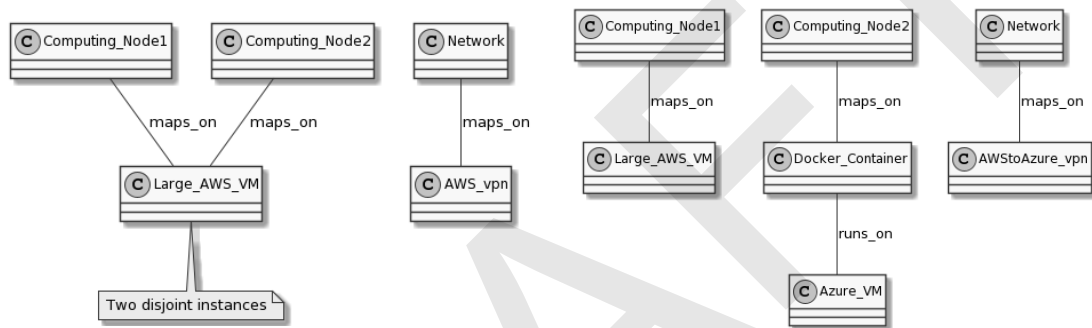 C Computing_Node1
C Computing_Node2
C Network
maps_on
maps_on
maps_on
C Large_AWS_VM
C AWS_vpn
Two disjoint instances
C Computing_Node1
C Computing_Node2
C Network
maps_on
maps_on
maps_on
C Large_AWS_VM
C Docker_Container
C AWStoAzure_vpn
runs_on
C Azure_VM